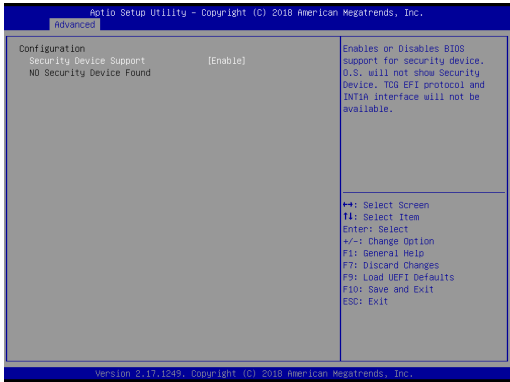 Aptio Setup Utility – Copyright (C) 2018 American Megatrends, Inc.
Advanced
Configuration
Security Device Support [Enable]
NO Security Device Found
Enables or Disables BIOS
support for security device.
O.S. will not show Security
Device. TCG EFI protocol and
INT1A interface will not be
available.
↔: Select Screen
↑↓: Select Item
Enter: Select
+/-: Change Option
F1: General Help
F7: Discard Changes
F9: Load UEFI Defaults
F10: Save and Exit
ESC: Exit
Version 2.17.1249. Copyright (C) 2018 American Megatrends, Inc.